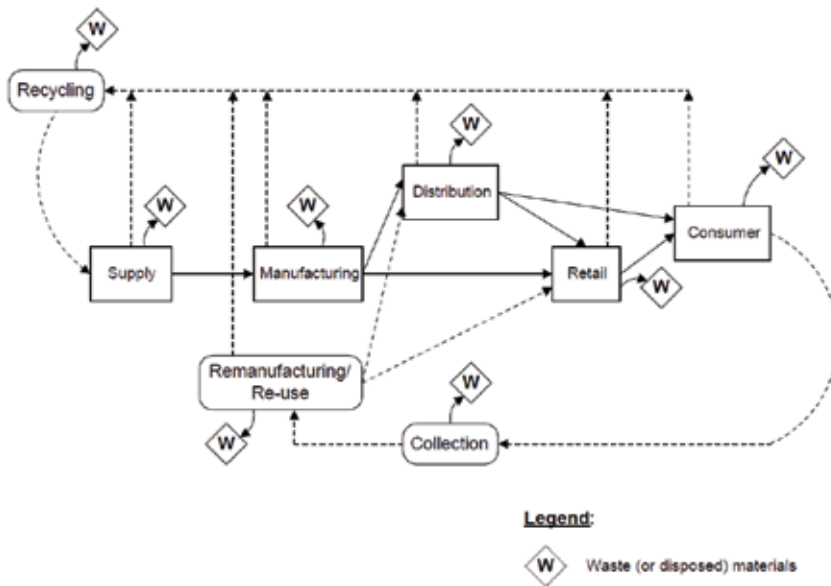 W
Recycling
W
Distribution
W
Consumer
W
W
Supply
Manufacturing
Retail
W
Remanufacturing/
Re-use
W
W
Collection
Legend:
W Waste (or disposed) materials